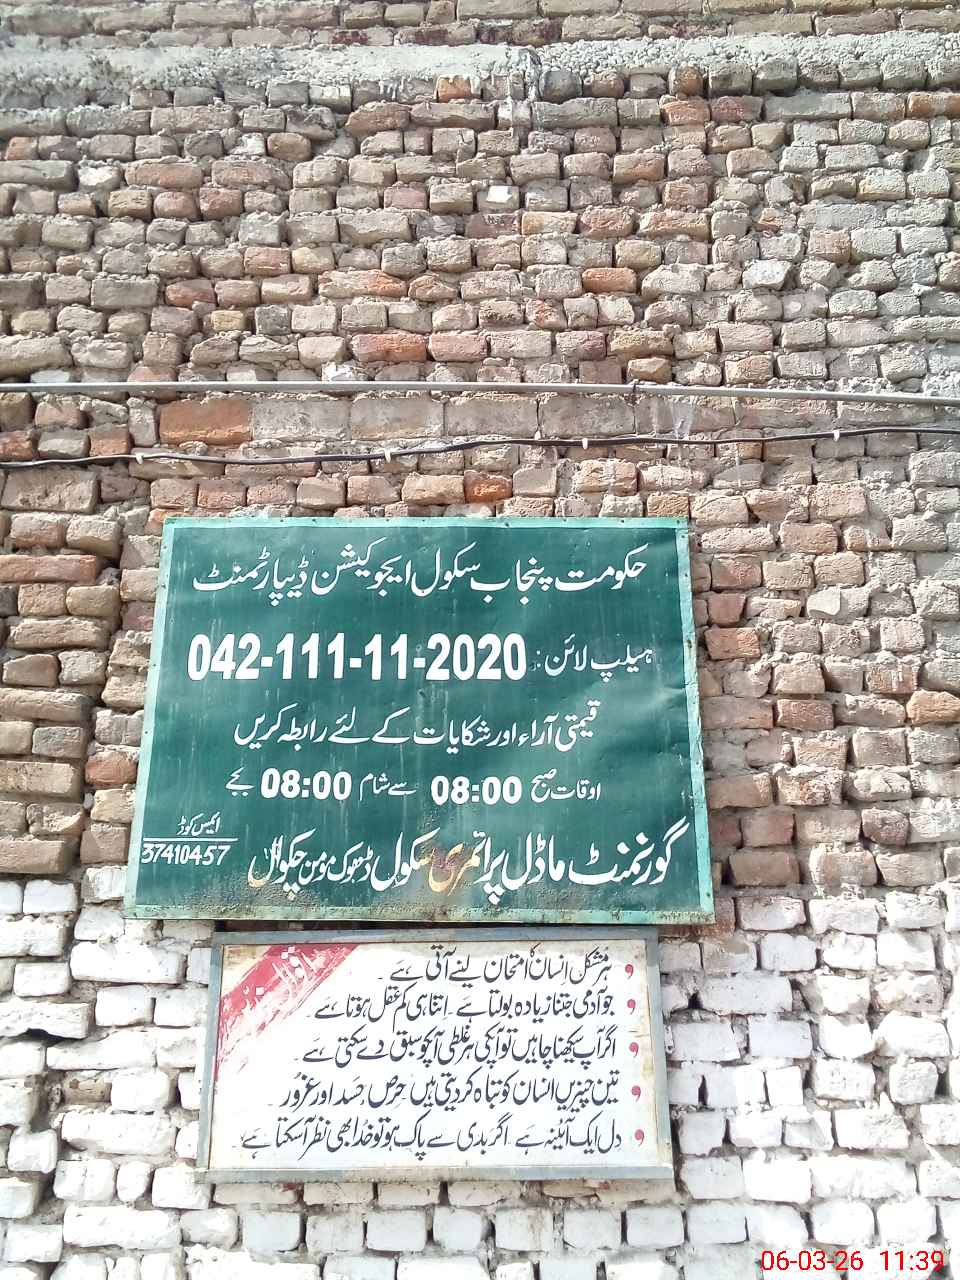 حکومت پنجاب سکول ایجوکیشن ڈیپارٹمنٹ
ہیلپ لائن: 042-111-11-2020
قیمتی آراء اور شکایات کے لئے رابطہ کریں
اوقات صبح 08:00 سے شام 08:00 بجے
ایمس کوڈ
37410457
گورنمنٹ ماڈل پرائمری سکول ڈھوک مومن چکوال
اقوال زریں
ہر مشکل انسان کا امتحان لینے آتی ہے۔
جو آدمی جتنا زیادہ بولتا ہے۔ اتنا ہی کم عقل ہوتا ہے۔
اگر آپ سیکھنا چاہیں تو آپکی ہر غلطی آپکو سبق دے سکتی ہے۔
تین چیزیں انسان کو تباہ کر دیتی ہیں۔ حرص حسد اور غرور۔
دل ایک آئینہ ہے۔ اگر بدی سے پاک ہو تو خدا بھی نظر آ سکتا ہے۔
06-03-26 11:39